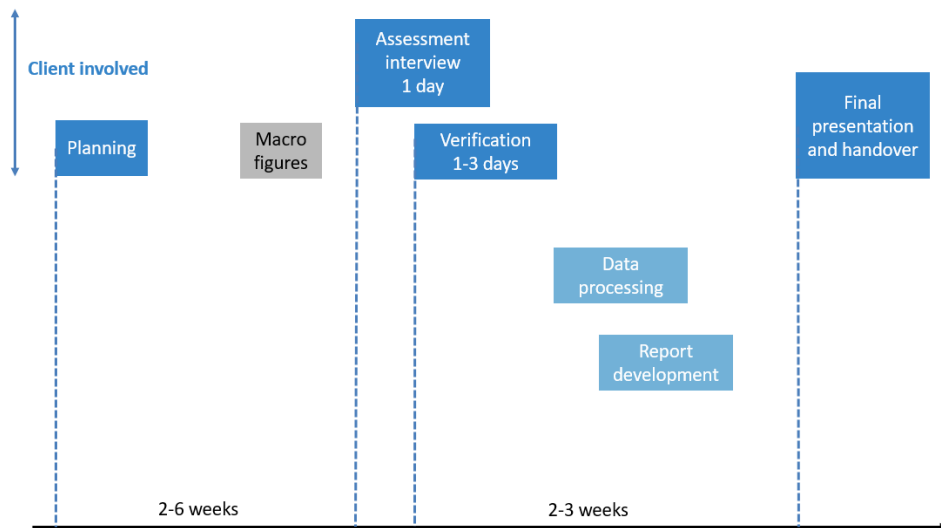 Client involved
Planning
Macro
figures
Assessment
interview
1 day
Verification
1-3 days
Final
presentation
and handover
Data
processing
Report
development
2-6 weeks
2-3 weeks